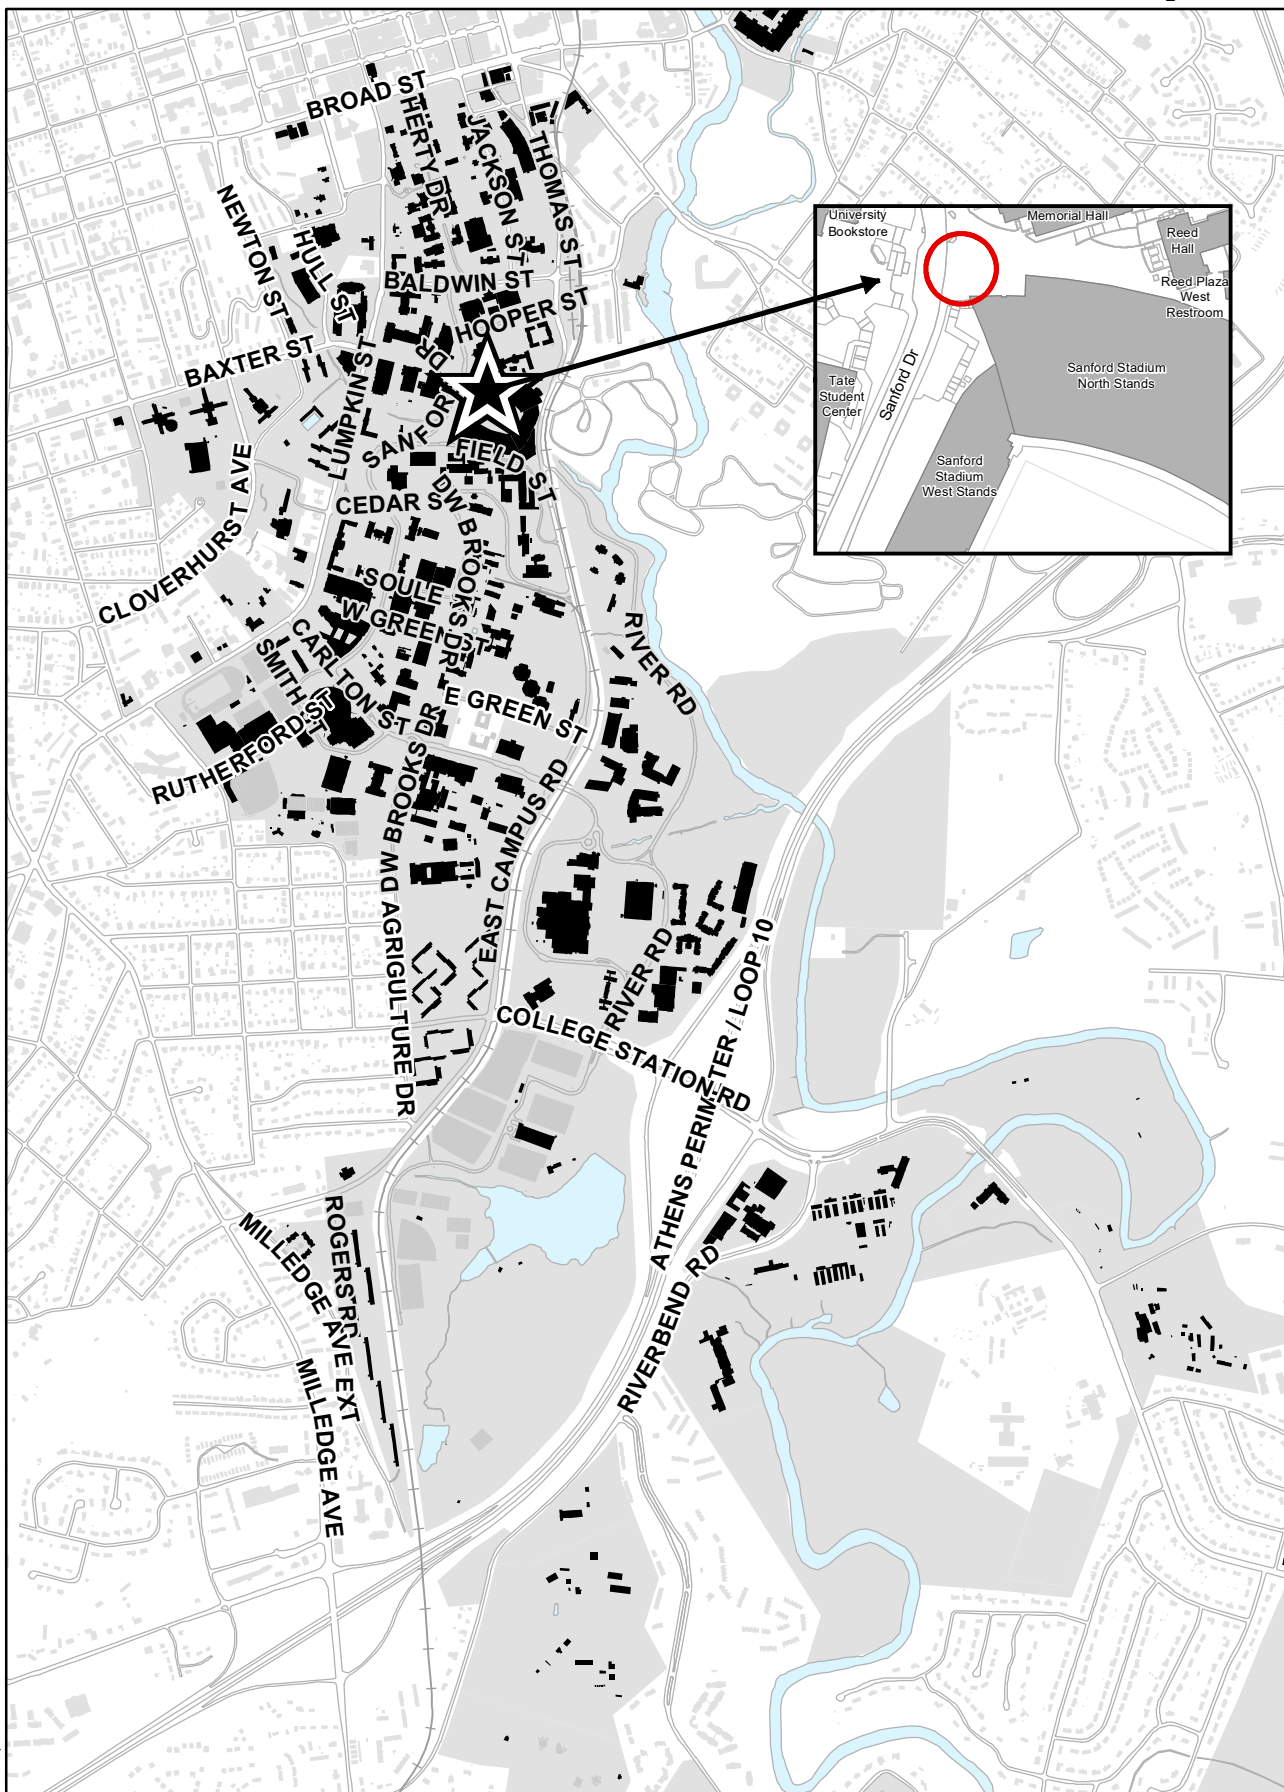 BROAD ST
HERTY DR
JACKSON ST
THOMAS ST
NEWTON ST
HULL ST
BALDWIN ST
HOOPER ST
BAXTER ST
LUMPKIN ST
SANFORD DR
FIELD ST
CEDAR S
CLOVERHURST AVE
DW BROOKS DR
SOULE
W GREEN ST
CARLTON ST
SMITH ST
RUTHERFORD ST
E GREEN ST
RIVER RD
DW BROOKS DR
EAST CAMPUS RD
AGRIGULTURE DR
RIVER RD
COLLEGE STATION RD
ATHENS PERIMETER / LOOP 10
RIVERBEND RD
ROGERS RD
MILLEDGE AVE EXT
MILLEDGE AVE
University
Bookstore
Memorial Hall
Reed
Hall
Reed Plaza
West
Restroom
Sanford Stadium
North Stands
Tate
Student
Center
Sanford Dr
Sanford
Stadium
West Stands